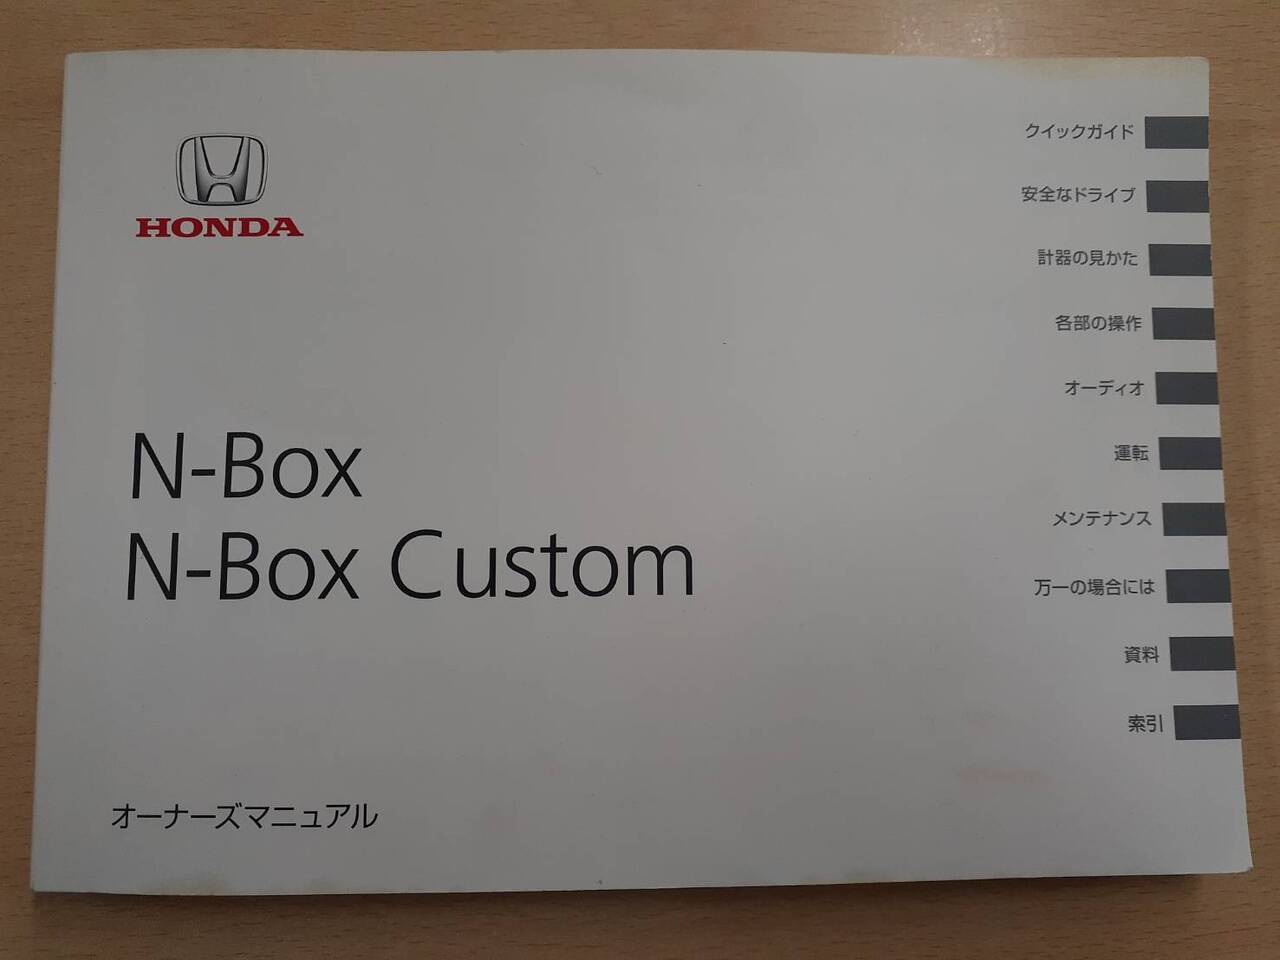 HONDA
N-Box
N-Box Custom
オーナーズマニュアル
クイックガイド
安全なドライブ
計器の見かた
各部の操作
オーディオ
運転
メンテナンス
万一の場合には
資料
索引